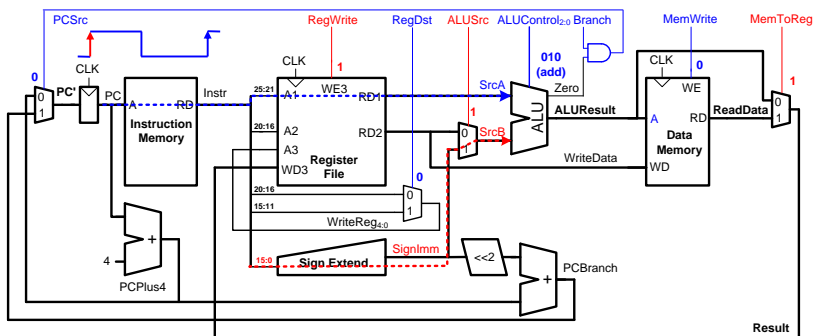 PCSrc RegWrite RegDst ALUSrc ALUControl2:0 Branch MemWrite MemToReg
CLK 1 CLK 010 (add) 0 CLK 1
0 PC' PC Instr 25:21 SrcA Zero
0 1 A RD A1 WE3 RD1 1 ALU ALUResult WE 0 1
Instruction Memory 20:16 A2 RD2 0 1 SrcB A RD ReadData
A3 Register File Data Memory
WD3 WriteData WD
20:16 0 0
15:11 1
WriteReg4:0
4 + 15:0 Sign Extend SignImm <<2 + PCBranch
PCPlus4
Result